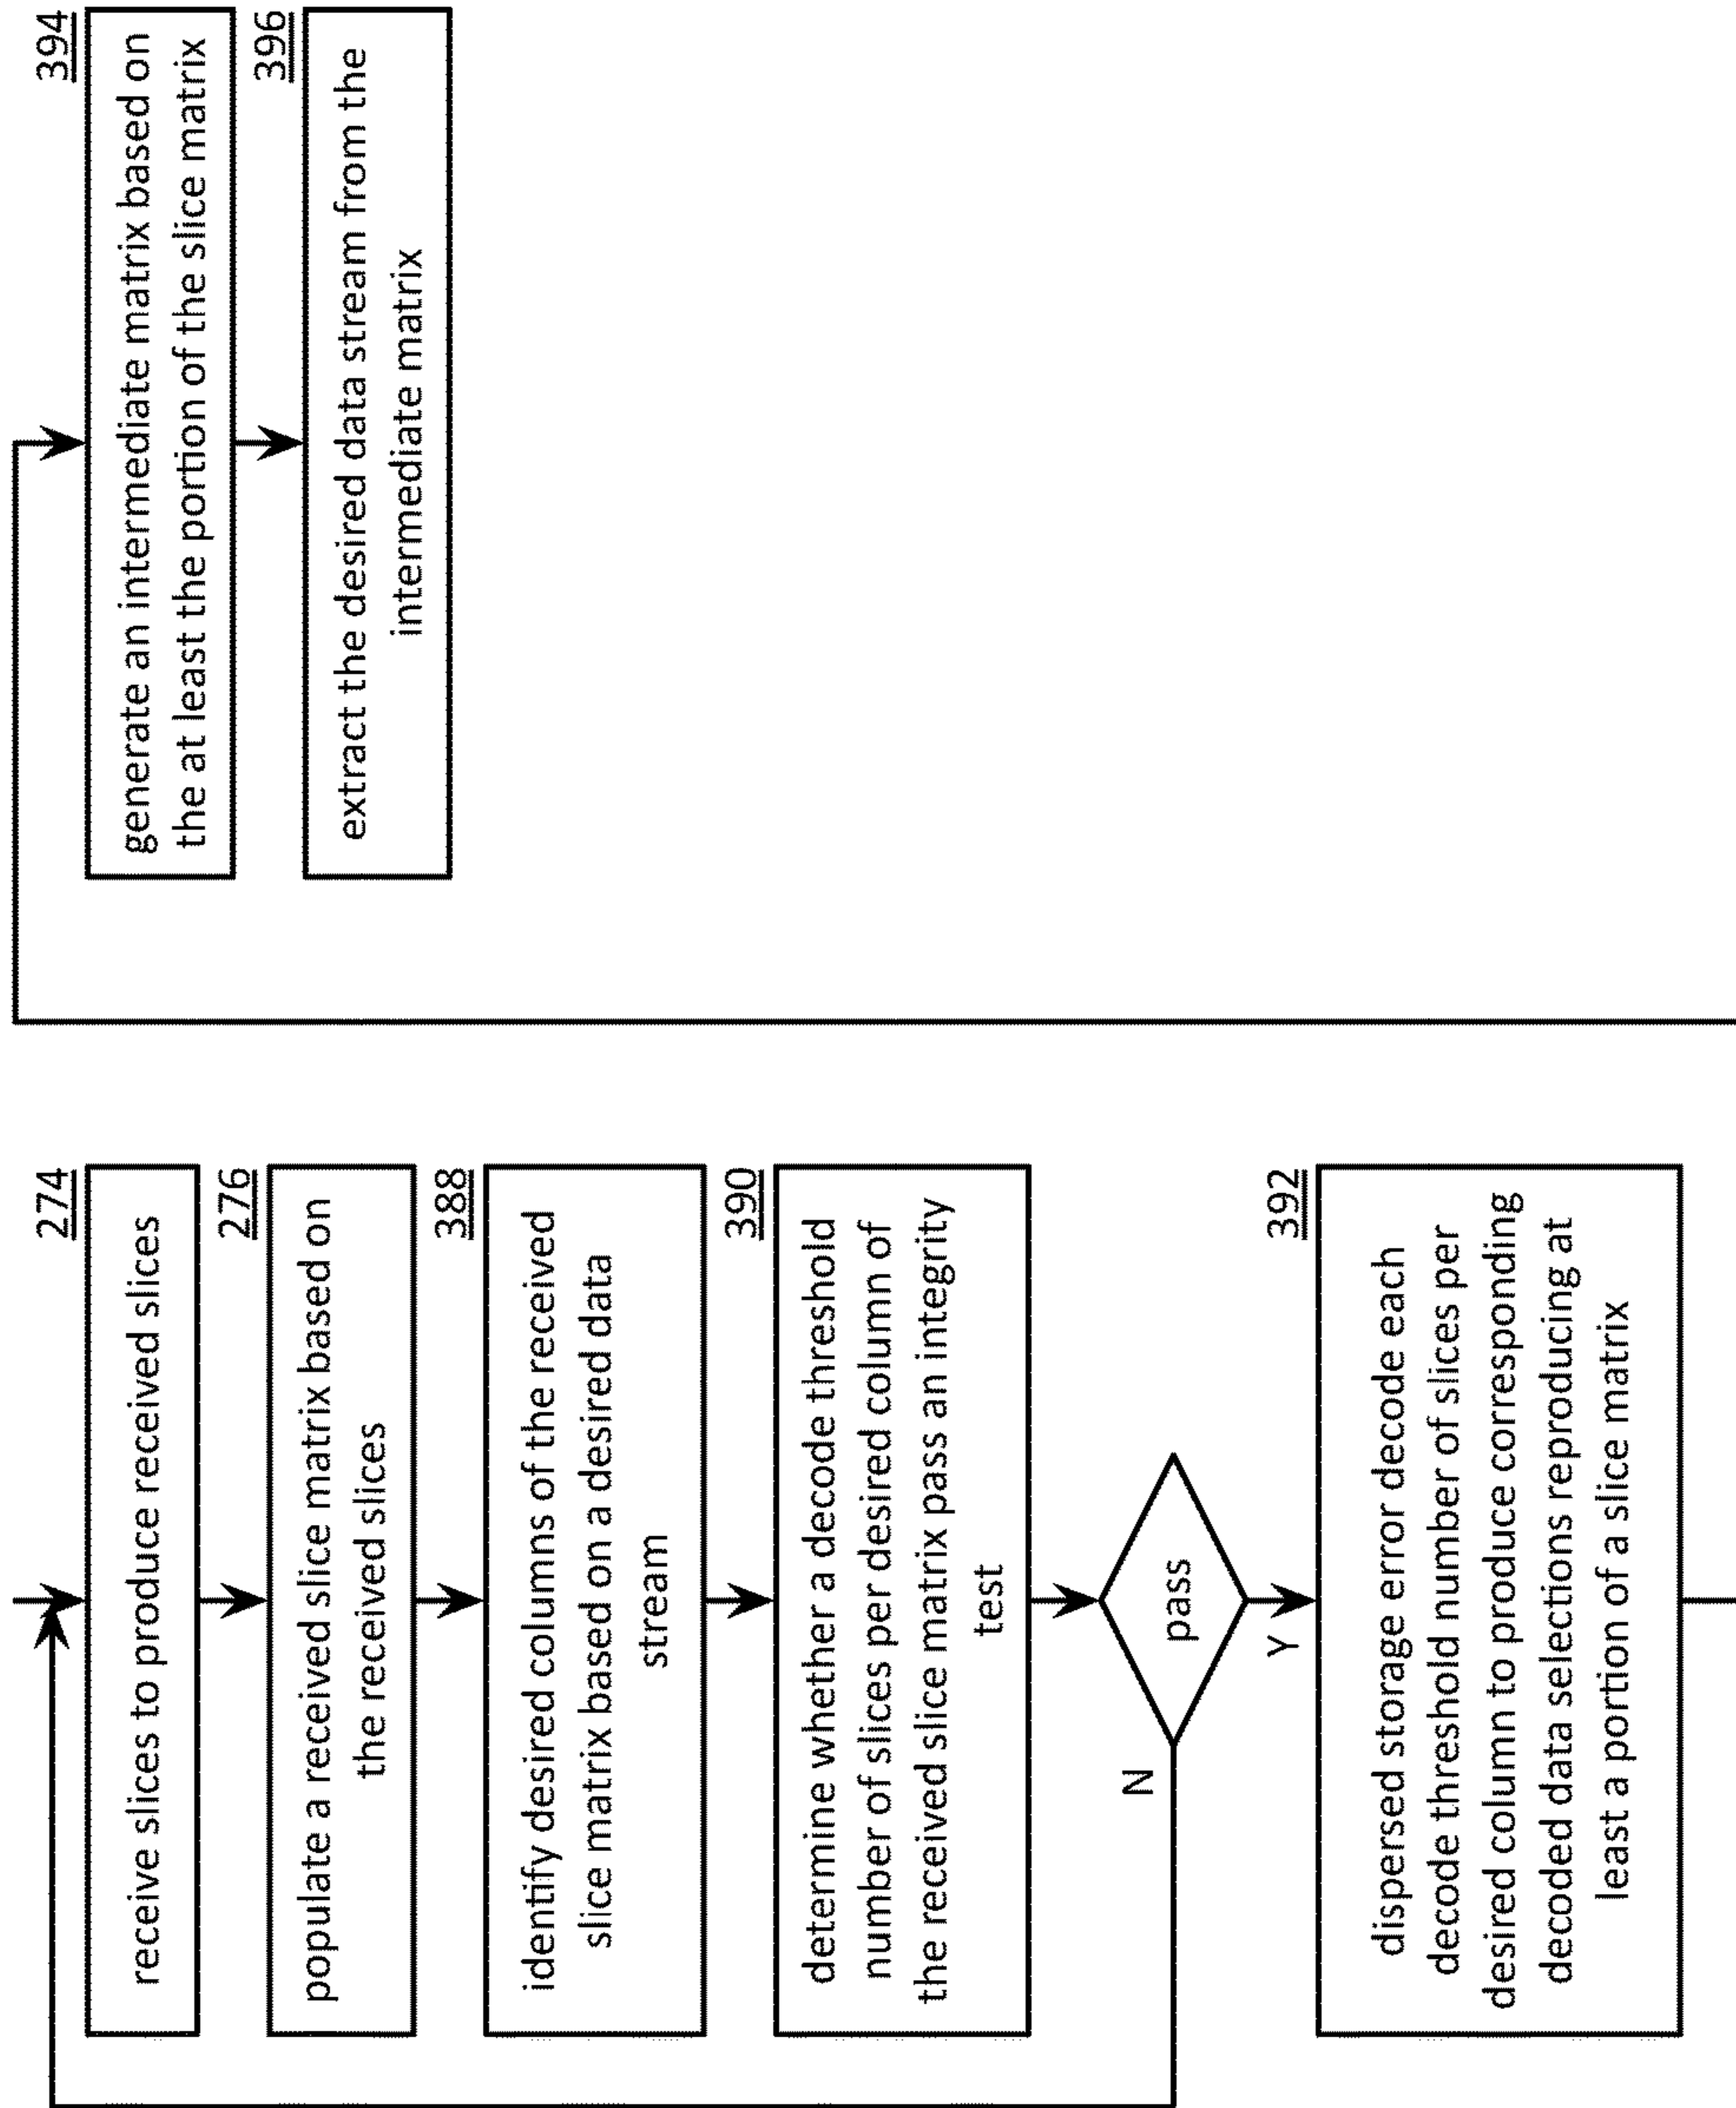 274
receive slices to produce received slices
276
populate a received slice matrix based on
the received slices
388
identify desired columns of the received
slice matrix based on a desired data
stream
390
determine whether a decode threshold
number of slices per desired column of
the received slice matrix pass an integrity
test
pass
N
Y
392
dispersed storage error decode each
decode threshold number of slices per
desired column to produce corresponding
decoded data selections reproducing at
least a portion of a slice matrix
394
generate an intermediate matrix based on
the at least the portion of the slice matrix
396
extract the desired data stream from the
intermediate matrix